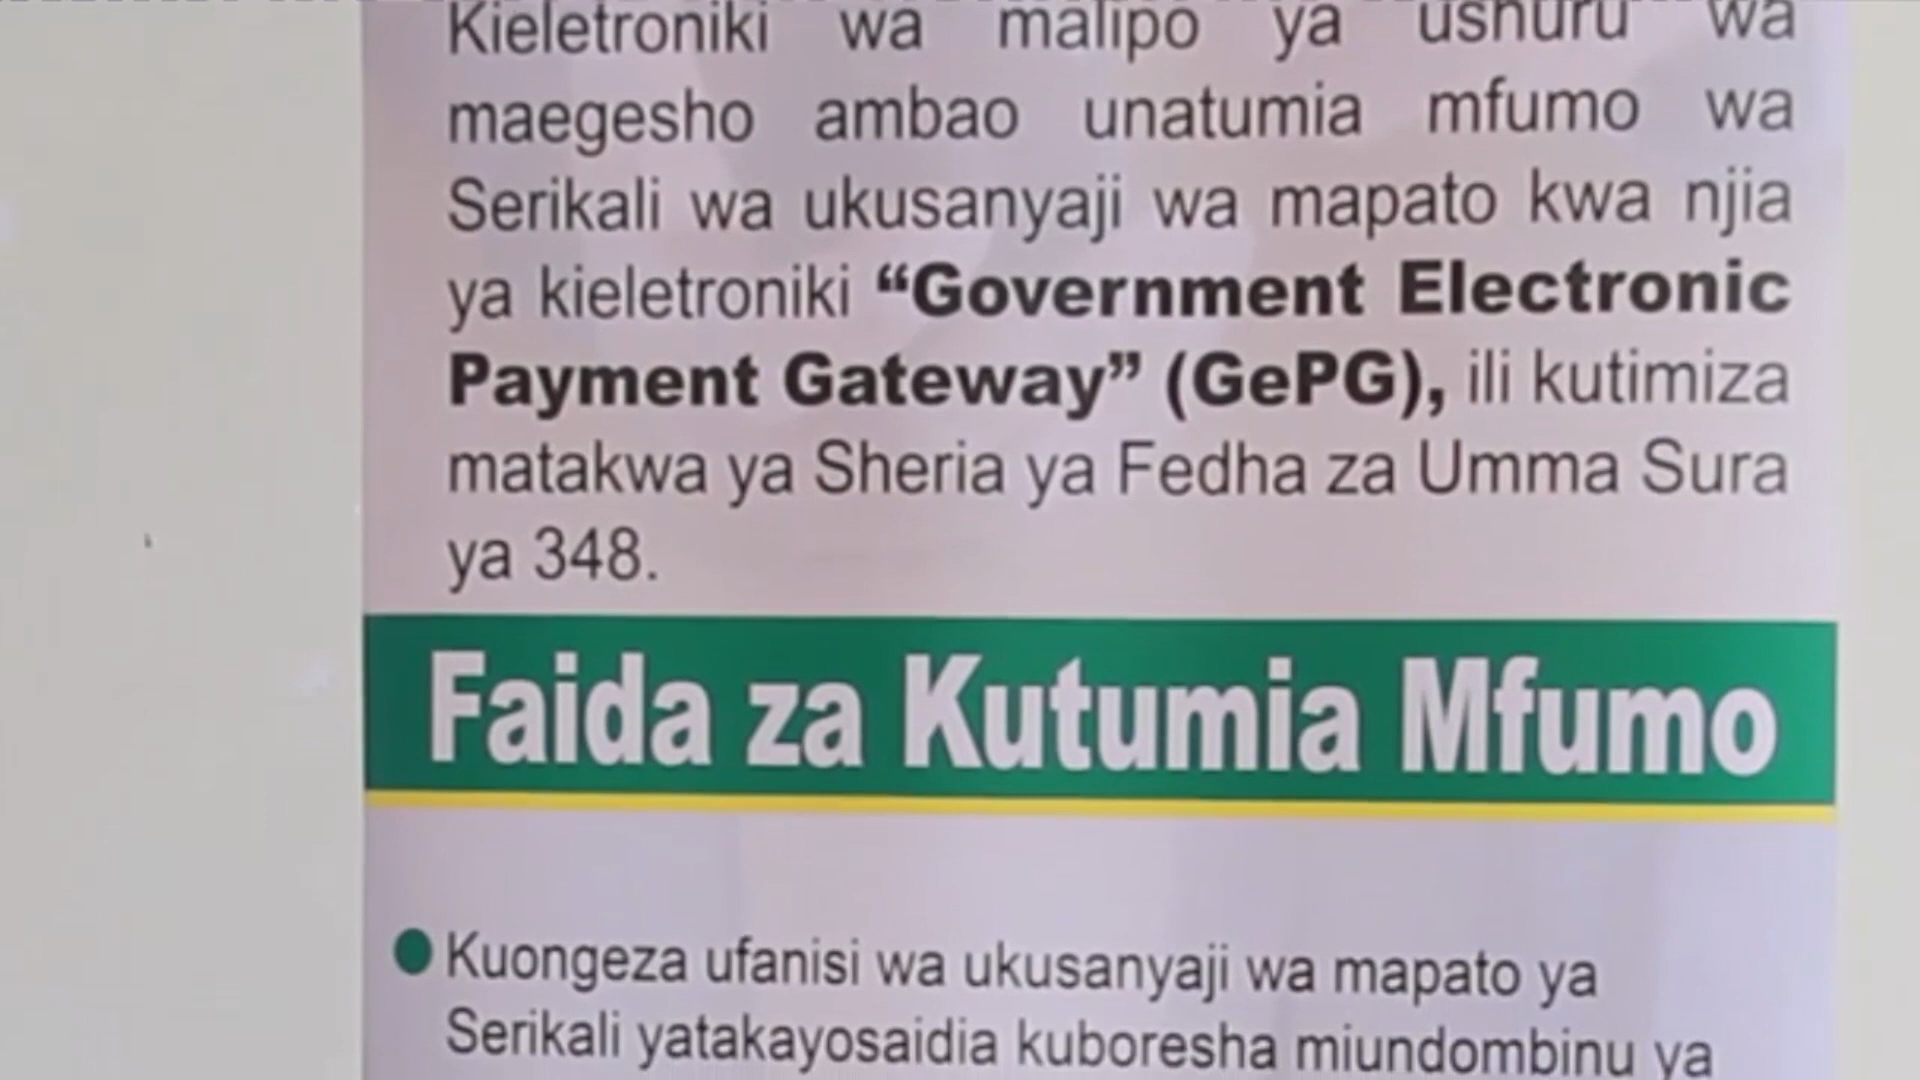 Kieletroniki wa malipo ya ushuru wa
maegesho ambao unatumia mfumo wa
Serikali wa ukusanyaji wa mapato kwa njia
ya kieletroniki “Government Electronic
Payment Gateway” (GePG), ili kutimiza
matakwa ya Sheria ya Fedha za Umma Sura
ya 348.
Faida za Kutumia Mfumo
Kuongeza ufanisi wa ukusanyaji wa mapato ya
Serikali yatakayosaidia kuboresha miundombinu ya